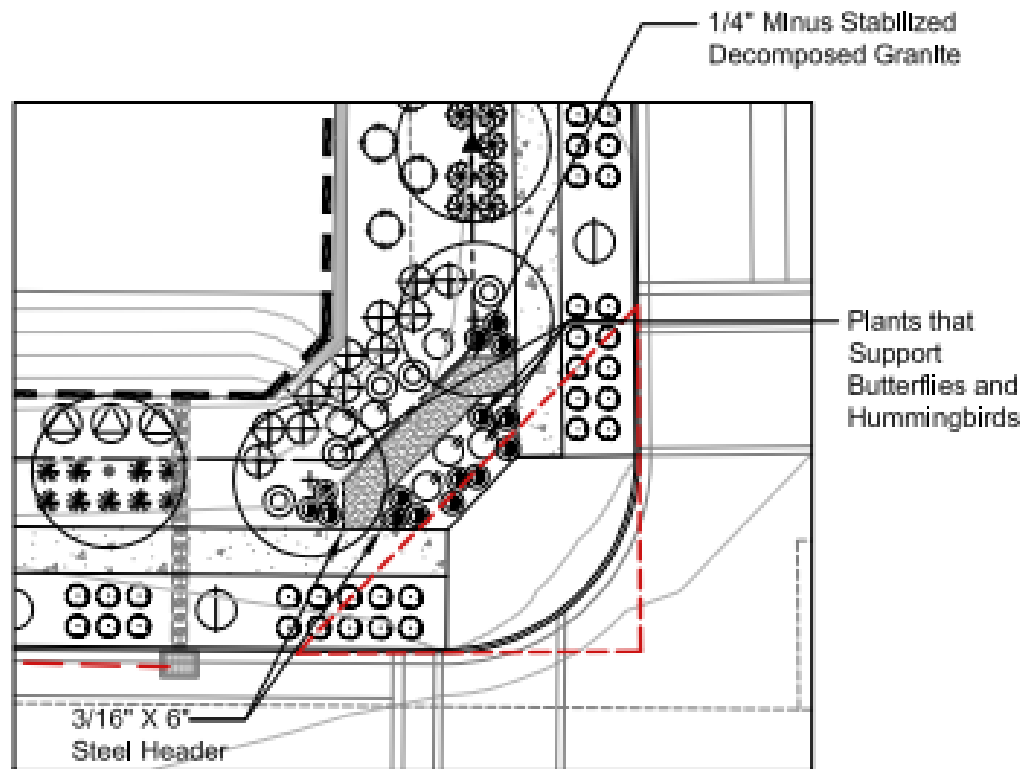 1/4" Minus Stabilized
Decomposed Granite
Plants that
Support
Butterflies and
Hummingbirds
3/16" X 6"
Steel Header